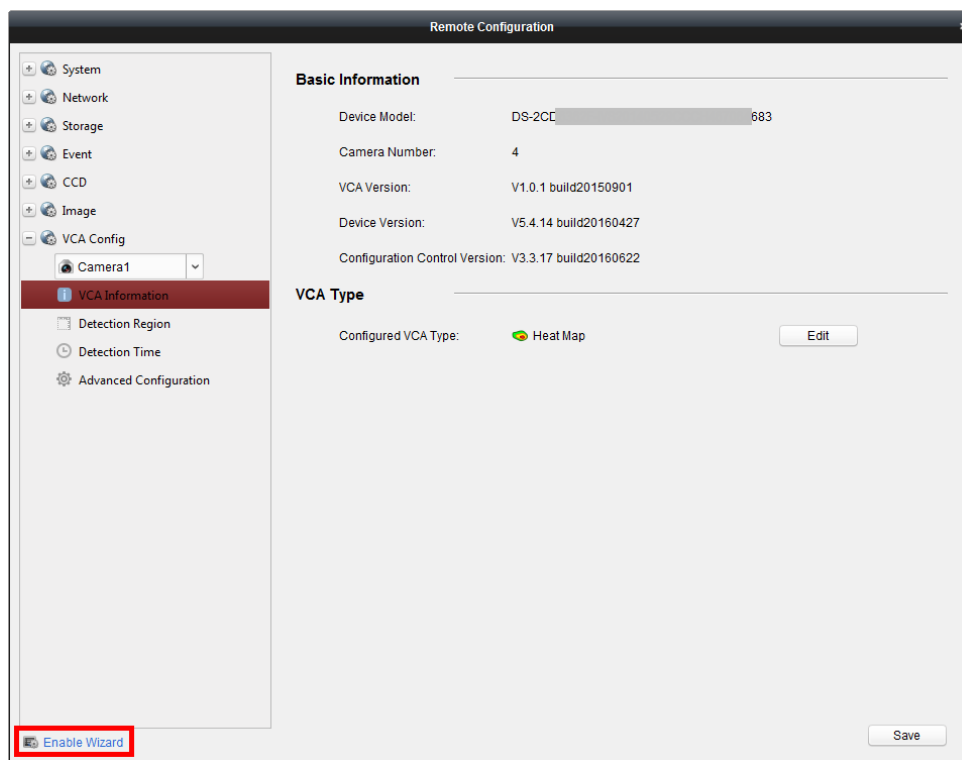 Remote Configuration
System
Network
Storage
Event
CCD
Image
VCA Config
Camera1
VCA Information
Detection Region
Detection Time
Advanced Configuration
Enable Wizard
Basic Information
Device Model: DS-2CD 683
Camera Number: 4
VCA Version: V1.0.1 build20150901
Device Version: V5.4.14 build20160427
Configuration Control Version: V3.3.17 build20160622
VCA Type
Configured VCA Type: Heat Map Edit
Save